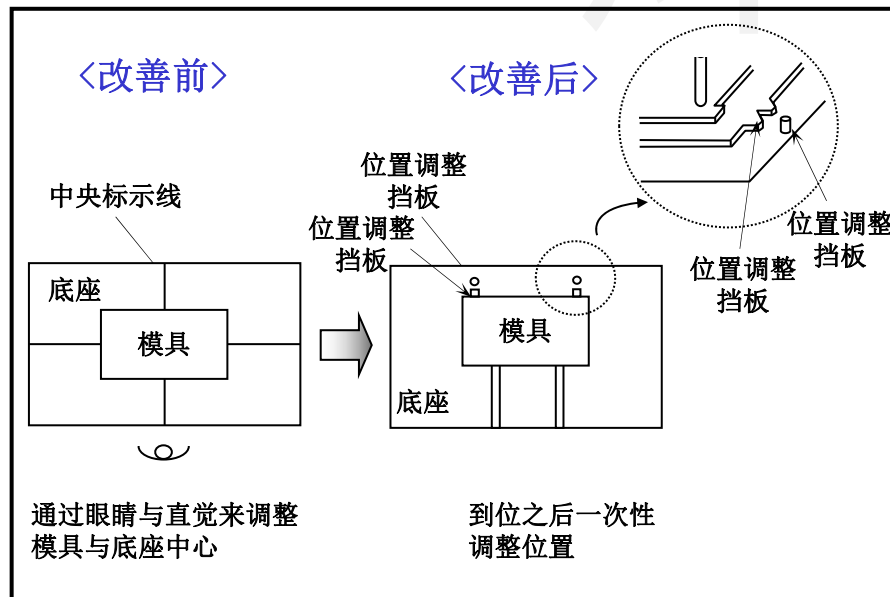 <改善前>
<改善后>
中央标示线
底座
模具
通过眼睛与直觉来调整
模具与底座中心
位置调整
挡板
位置调整
挡板
模具
底座
位置调整
挡板
位置调整
挡板
到位之后一次性
调整位置